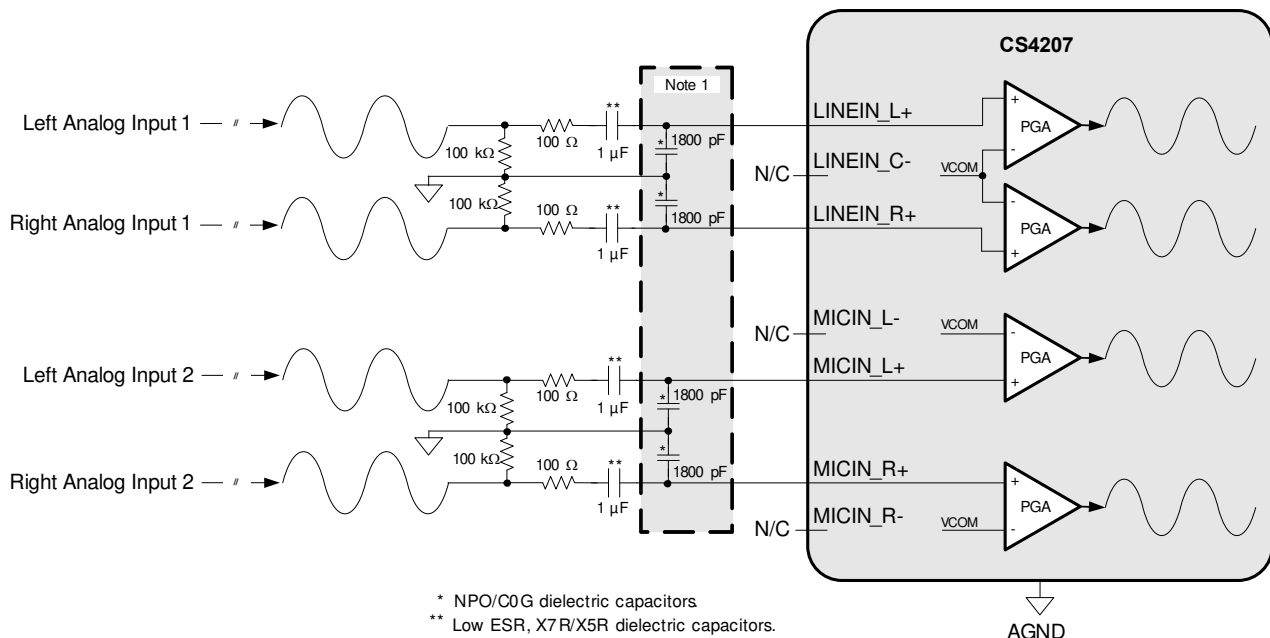 CS4207
Note 1
Left Analog Input 1
100 kΩ
100 Ω
**
1 µF
* 1800 pF
LINEIN_L+
+
PGA
-
N/C
LINEIN_C-
VCOM
Right Analog Input 1
100 kΩ
100 Ω
**
1 µF
* 1800 pF
LINEIN_R+
-
PGA
+
N/C
MICIN_L-
VCOM
-
PGA
+
Left Analog Input 2
100 kΩ
100 Ω
**
1 µF
* 1800 pF
MICIN_L+
Right Analog Input 2
100 kΩ
100 Ω
**
1 µF
* 1800 pF
MICIN_R+
+
PGA
-
N/C
MICIN_R-
VCOM
* NPO/C0G dielectric capacitors.
** Low ESR, X7R/X5R dielectric capacitors.
AGND